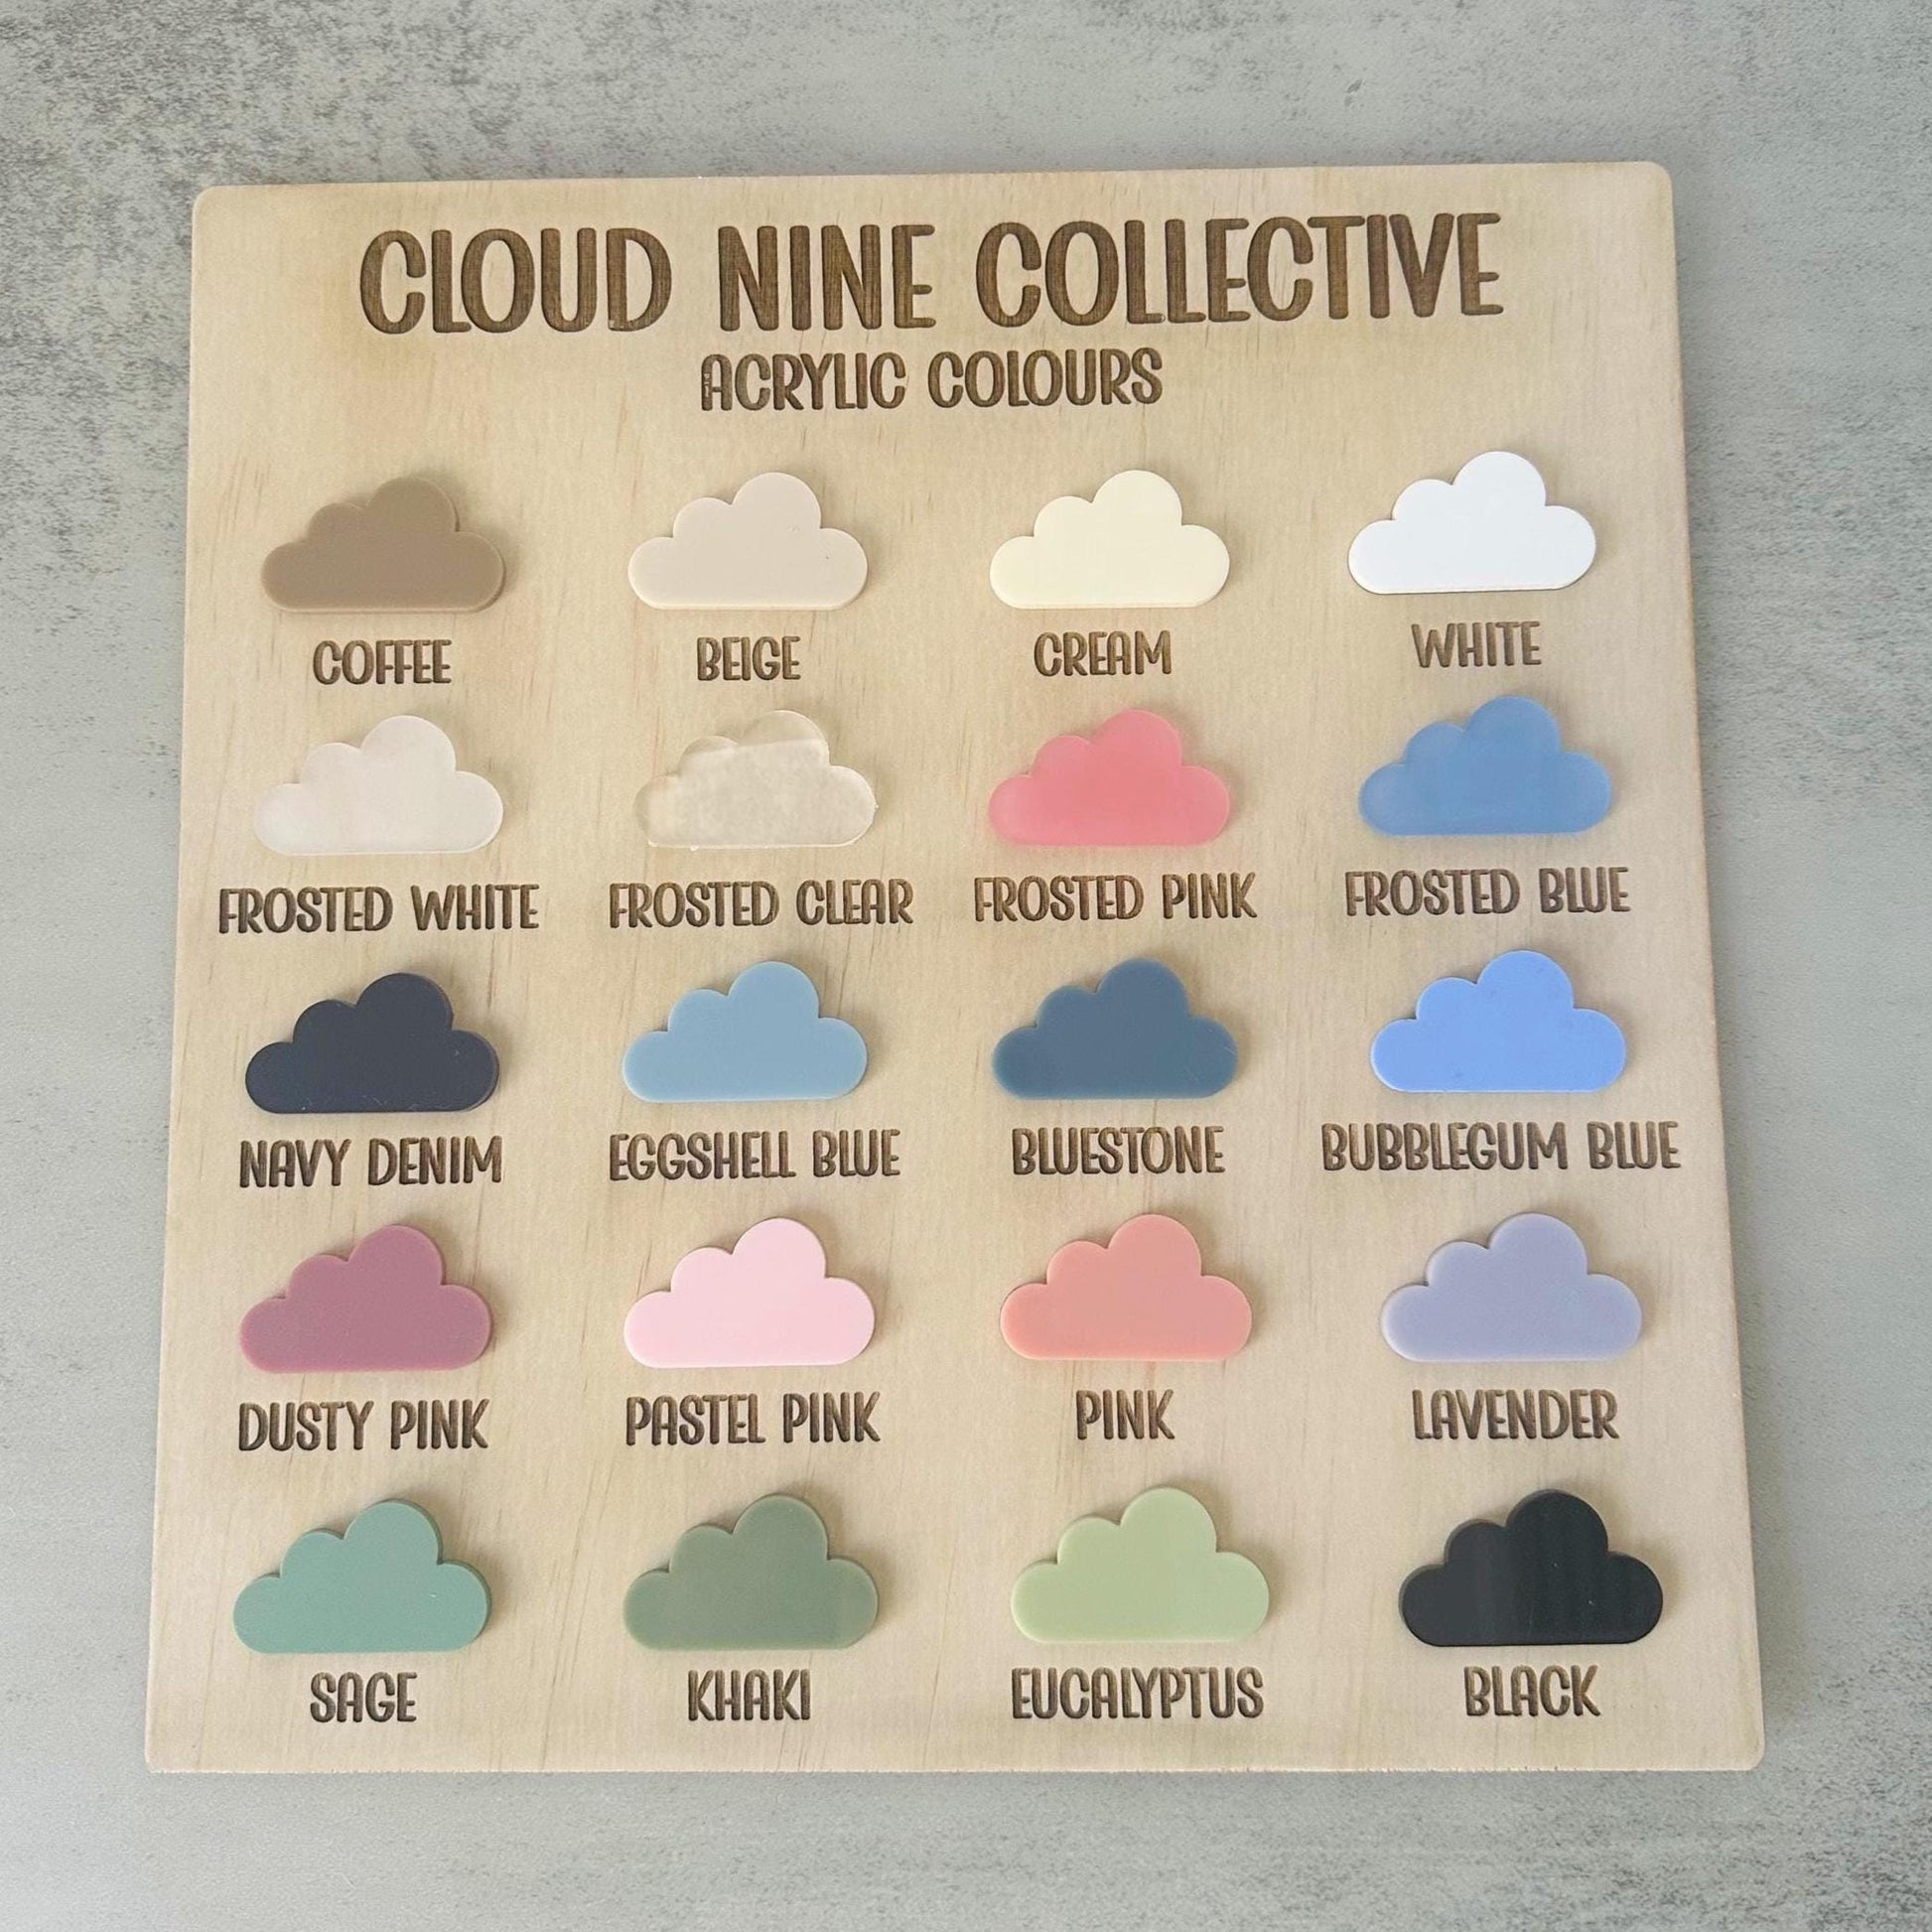 CLOUD NINE COLLECTIVE
ACRYLIC COLOURS
COFFEE BEIGE CREAM WHITE
FROSTED WHITE FROSTED CLEAR FROSTED PINK FROSTED BLUE
NAVY DENIM EGGSHELL BLUE BLUESTONE BUBBLEGUM BLUE
DUSTY PINK PASTEL PINK PINK LAVENDER
SAGE KHAKI EUCALYPTUS BLACK